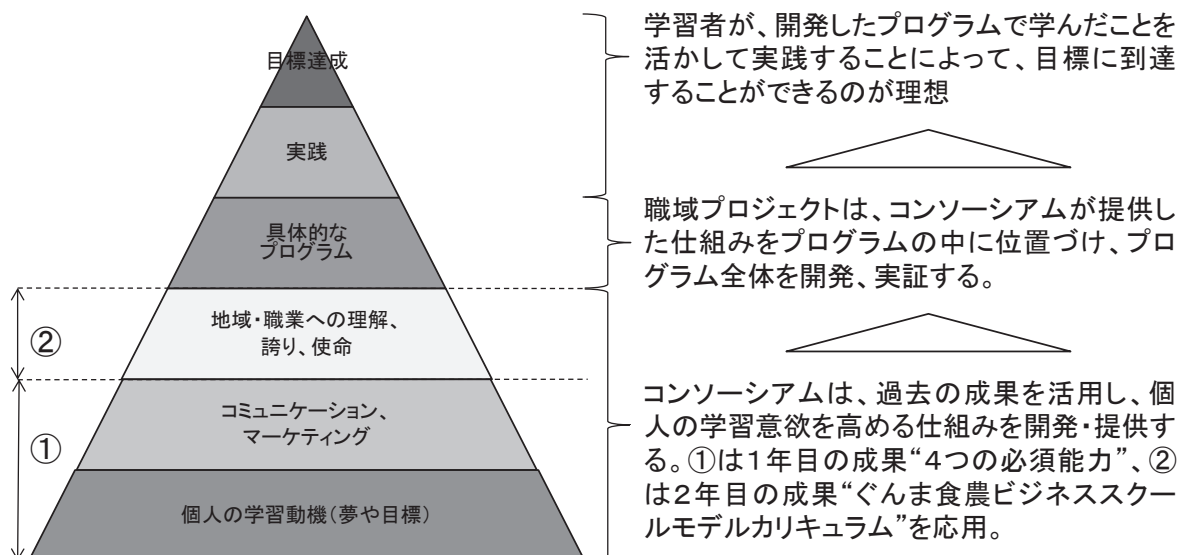 目標達成
実践
具体的な
プログラム
地域・職業への理解、
誇り、使命
コミュニケーション、
マーケティング
個人の学習動機(夢や目標)
②
①
学習者が、開発したプログラムで学んだことを
活かして実践することによって、目標に到達
することができるのが理想
職域プロジェクトは、コンソーシアムが提供し
た仕組みをプログラムの中に位置づけ、プロ
グラム全体を開発、実証する。
コンソーシアムは、過去の成果を活用し、個
人の学習意欲を高める仕組みを開発・提供す
る。①は1年目の成果“4つの必須能力”、②
は2年目の成果“ぐんま食農ビジネススクー
ルモデルカリキュラム”を応用。